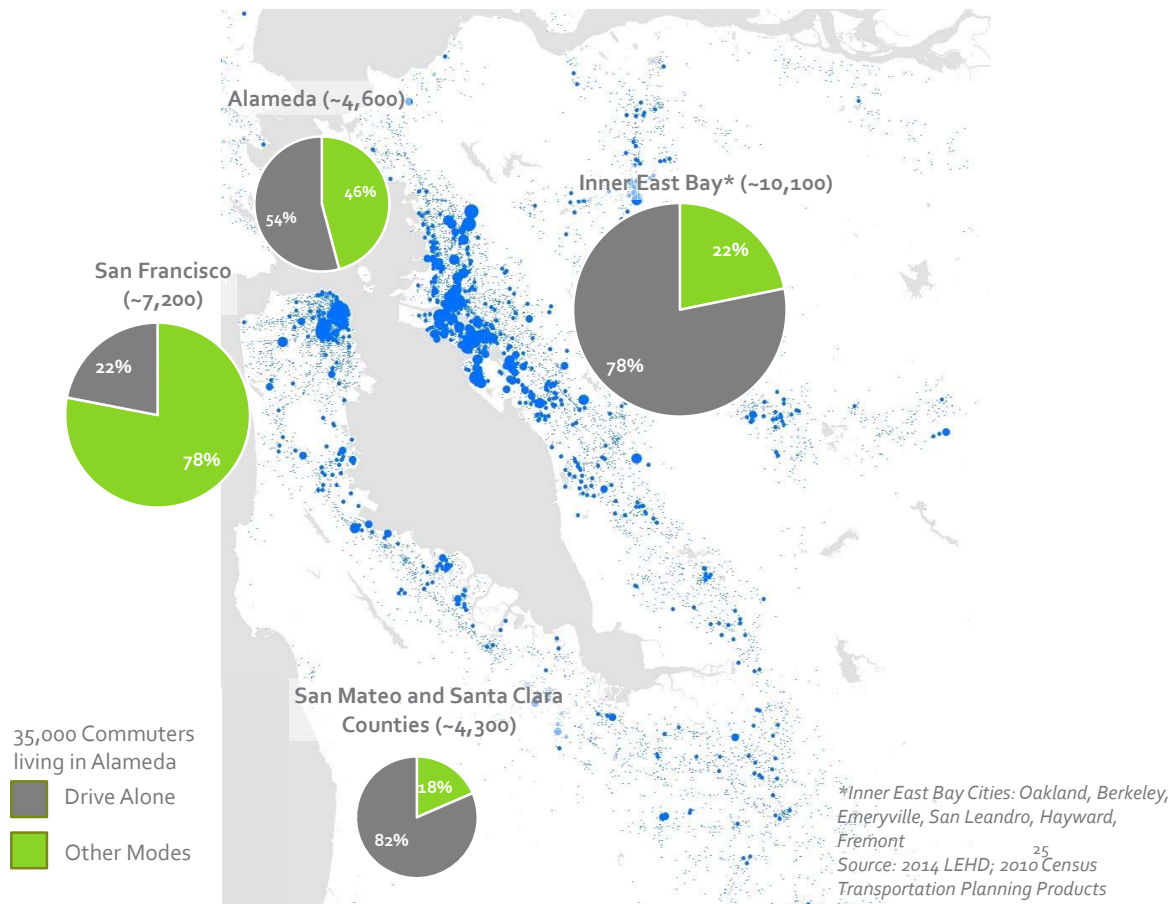 Alameda (~4,600)
46%
54%
Inner East Bay* (~10,100)
22%
78%
San Francisco
(~7,200)
22%
78%
San Mateo and Santa Clara
Counties (~4,300)
18%
82%
35,000 Commuters
living in Alameda
Drive Alone
Other Modes
*Inner East Bay Cities: Oakland, Berkeley,
Emeryville, San Leandro, Hayward,
Fremont
25
Source: 2014 LEHD; 2010 Census
Transportation Planning Products